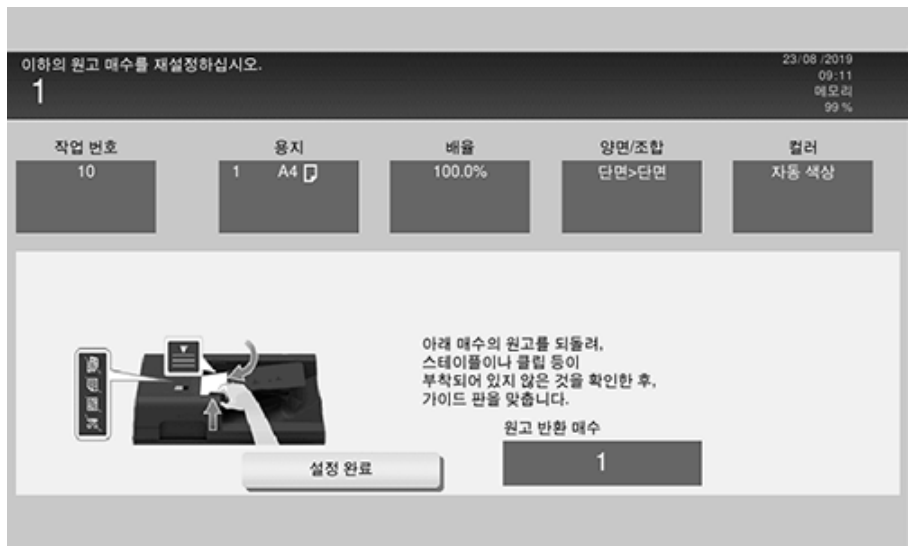 이하의 원고 매수를 재설정하십시오.
1
23/08 /2019
09:11
메모리
99 %
작업 번호
10
용지
1 A4
배율
100.0%
양면/조합
단면>단면
컬러
자동 색상
아래 매수의 원고를 되돌려,
스테이플이나 클립 등이
부착되어 있지 않은 것을 확인한 후,
가이드 판을 맞춥니다.
원고 반환 매수
1
설정 완료